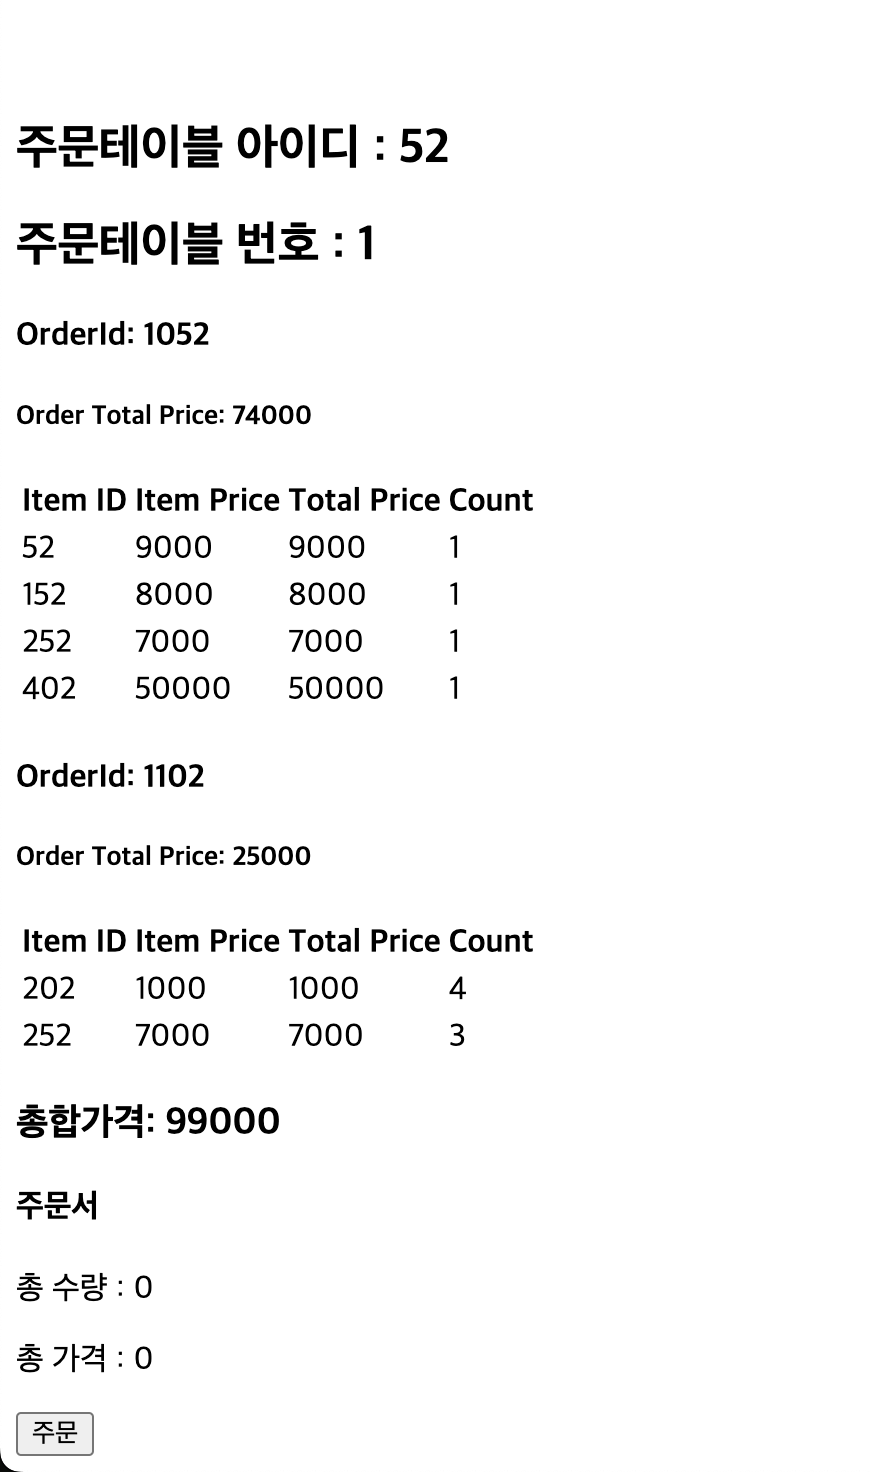 주문테이블 아이디 : 52
주문테이블 번호 : 1
OrderId: 1052
Order Total Price: 74000
Item ID Item Price Total Price Count
52 9000 9000 1
152 8000 8000 1
252 7000 7000 1
402 50000 50000 1
OrderId: 1102
Order Total Price: 25000
Item ID Item Price Total Price Count
202 1000 1000 4
252 7000 7000 3
총합가격: 99000
주문서
총 수량 : 0
총 가격 : 0
주문